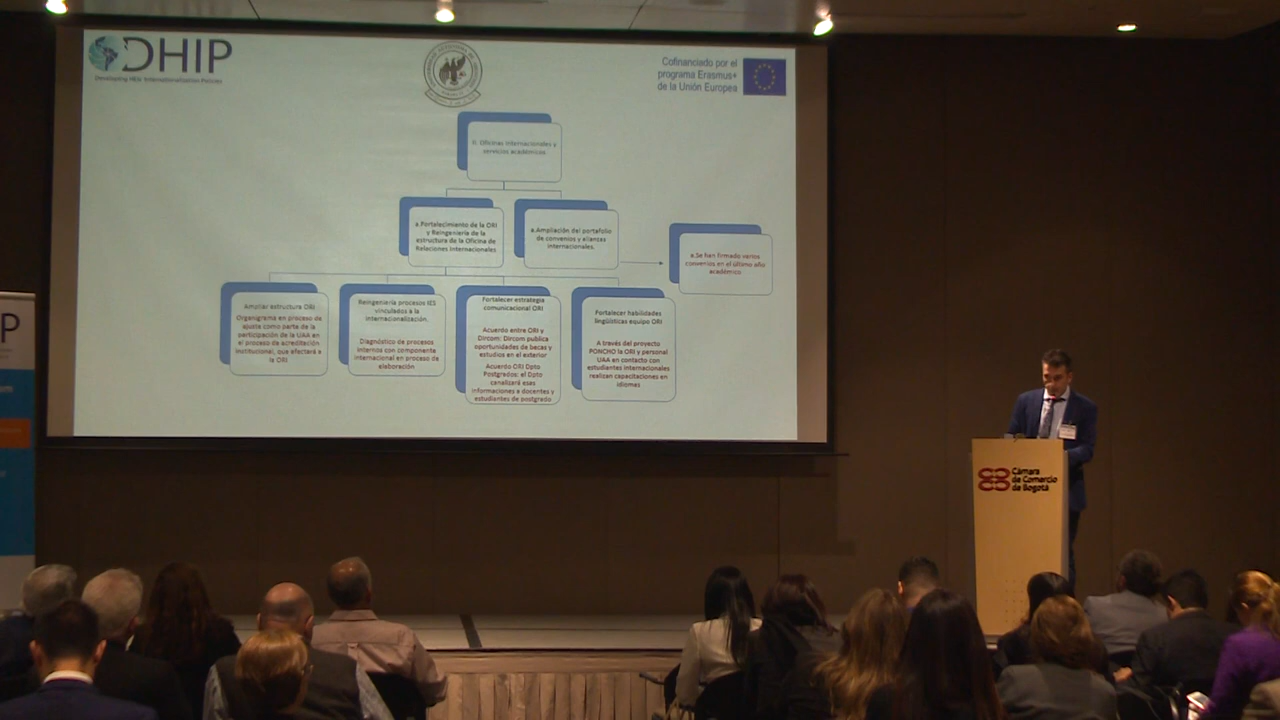 DHIP
Developing HEIs Internationalization Policies
Cofinanciado por el
programa Erasmus+
de la Unión Europea
II. Oficinas internacionales y
servicios académicos
a.Fortalecimiento de la ORI
y Reingeniería de la
estructura de la Oficina de
Relaciones Internacionales
a.Ampliación del portafolio
de convenios y alianzas
internacionales.
a.Se han firmado varios
convenios en el último año
académico
Ampliar estructura ORI
Organigrama en proceso de
ajuste como parte de la
participación de la UAA en
el proceso de acreditación
institucional, que afectará a
la ORI
Reingeniería procesos IES
vinculados a la
internacionalización.
Diagnóstico de procesos
internos con componente
internacional en proceso de
elaboración
Fortalecer estrategia
comunicacional ORI
Acuerdo entre ORI y
Dircom: Dircom publica
oportunidades de becas y
estudios en el exterior
Acuerdo ORI Dpto
Postgrados: el Dpto
canalizará esas
informaciones a docentes y
estudiantes de postgrado
Fortalecer habilidades
lingüísticas equipo ORI
A través del proyecto
PONCHO la ORI y personal
UAA en contacto con
estudiantes internacionales
realizan capacitaciones en
idiomas
P
Cámara
de Comercio
de Bogotá